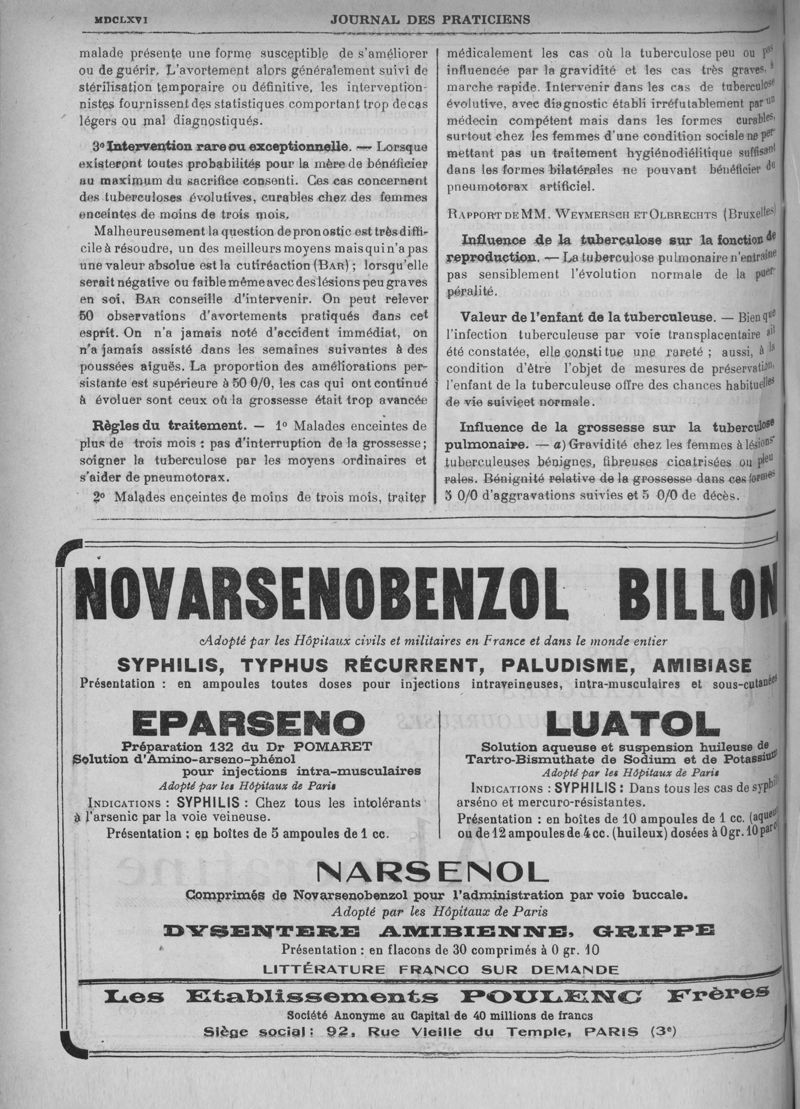 MDCLXVI
JOURNAL DES PRATICIENS
malade présente une forme susceptible de s'améliorer
ou de guérir. L'avortement alors généralement suivi de
stérilisation temporaire ou définitive, les intervention-
nistes fournissent des statistiques comportant trop de cas
légers ou mal diagnostiqués.
3º Intervention rare ou exceptionnelle. — Lorsque
existeront toutes probabilités pour la mère de bénéficier
au maximum du sacrifice consenti. Ces cas concernent
des tuberculoses évolutives, curables chez des femmes
enceintes de moins de trois mois.
Malheureusement la question de pronostic est très diffi-
cile à résoudre, un des meilleurs moyens mais qui n'a pas
une valeur absolue est la cutiréaction (BAR) ; lorsqu'elle
serait négative ou faible même avec des lésions peu graves
en soi, BAR conseille d'intervenir. On peut relever
50 observations d'avortements pratiqués dans cet
esprit. On n'a jamais noté d'accident immédiat, on
n'a jamais assisté dans les semaines suivantes à des
poussées aiguës. La proportion des améliorations per-
sistante est supérieure à 50 0/0, les cas qui ont continué
à évoluer sont ceux où la grossesse était trop avancée
Règles du traitement. — 1º Malades enceintes de
plus de trois mois : pas d'interruption de la grossesse ;
soigner la tuberculose par les moyens ordinaires et
s'aider de pneumotorax.
2º Malades enceintes de moins de trois mois, traiter
médicalement les cas où la tuberculose peu ou pas
influencée par la gravidité et les cas très graves, à
marche rapide. Intervenir dans les cas de tuberculose
évolutive, avec diagnostic établi irréfutablement par un
médecin compétent mais dans les formes curables,
surtout chez les femmes d'une condition sociale ne per
mettant pas un traitement hygiénodiélitique suffisant
dans les formes bilatérales ne pouvant bénéficier du
pneumotorax artificiel.
RAPPORT DE MM. WEYMERSCH ET OLBRECHTS (Bruxelles)
Influence de la tuberculose sur la fonction de
reproduction. — La tuberculose pulmonaire n'entraine
pas sensiblement l'évolution normale de la puer
péralité.
Valeur de l'enfant de la tuberculeuse. — Bien que
l'infection tuberculeuse par voie transplacentaire ait
été constatée, elle constitue une rareté ; aussi, à la
condition d'être l'objet de mesures de préservation,
l'enfant de la tuberculeuse offre des chances habituelles
de vie suivie et normale.
Influence de la grossesse sur la tuberculose
pulmonaire. — a) Gravidité chez les femmes à lésions
tuberculeuses bénignes, fibreuses cicatrisées ou pleu
rales. Bénignité relative de la grossesse dans ces formes
3 0/0 d'aggravations suivies et 5 0/0 de décès.
NOVARSENOBENZOL BILLON
Adopté par les Hôpitaux civils et militaires en France et dans le monde entier
SYPHILIS, TYPHUS RÉCURRENT, PALUDISME, AMIBIASE
Présentation : en ampoules toutes doses pour injections intraveineuses, intra-musculaires et sous-cutanées
EPARSENO
Préparation 132 du Dr POMARET
Solution d'Amino-arseno-phénol
pour injections intra-musculaires
Adopté par les Hôpitaux de Paris
INDICATIONS : SYPHILIS : Chez tous les intolérants
à l'arsenic par la voie veineuse.
Présentation : en boîtes de 5 ampoules de 1 cc.
LUATOL
Solution aqueuse et suspension huileuse de
Tartro-Bismuthate de Sodium et de Potassium
Adopté par les Hôpitaux de Paris
INDICATIONS : SYPHILIS : Dans tous les cas de syphi
arséno et mercuro-résistantes.
Présentation : en boîtes de 10 ampoules de 1 cc. (aqueu
ou de 12 ampoules de 4 cc. (huileux) dosées à 0 gr. 10 par c
NARSENOL
Comprimés de Novarsenobenzol pour l'administration par voie buccale.
Adopté par les Hôpitaux de Paris
DYSENTERE AMIBIENNE, GRIPPE
Présentation : en flacons de 30 comprimés à 0 gr. 10
LITTÉRATURE FRANCO SUR DEMANDE
Les Etablissements POULENC Frères
Société Anonyme au Capital de 40 millions de francs
Siège social : 92, Rue Vieille du Temple, PARIS (3e)